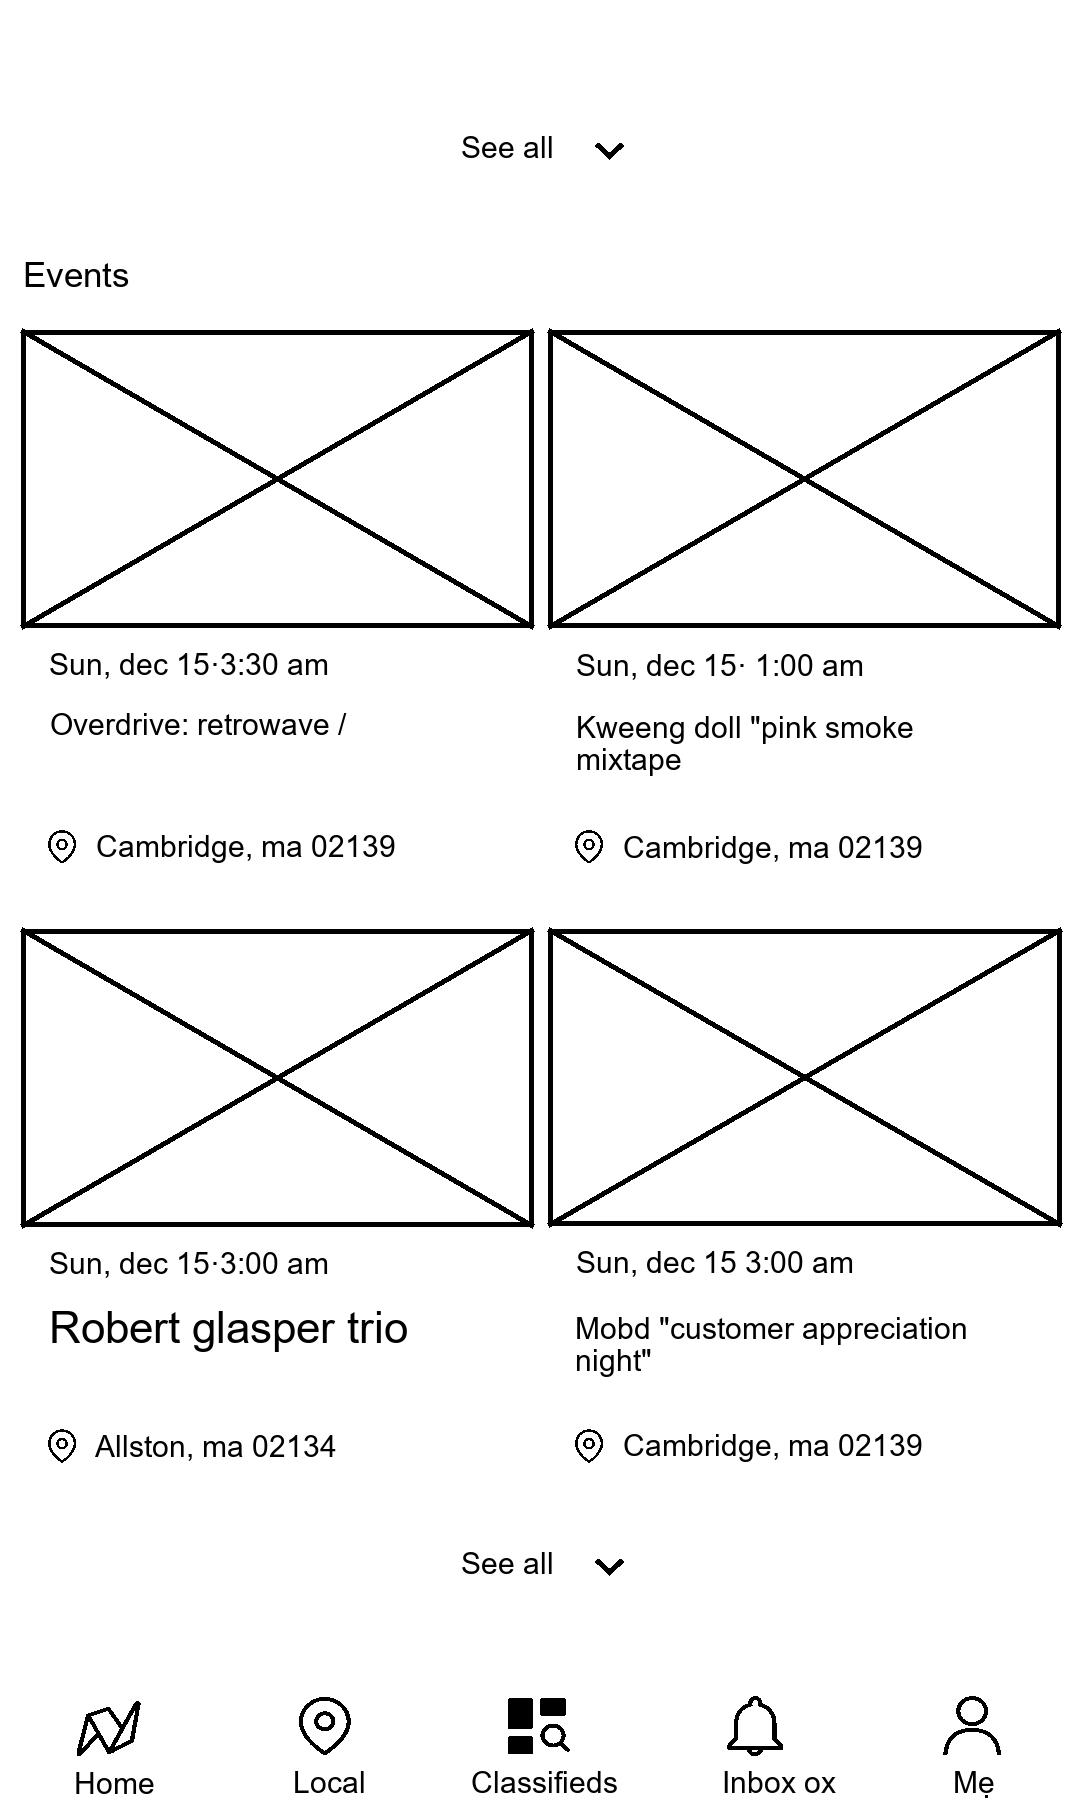 See all
Events
Sun, dec 15·3:30 am
Sun, dec 15· 1:00 am
Overdrive: retrowave /
Kweeng doll "pink smoke
mixtape
Cambridge, ma 02139
Cambridge, ma 02139
Sun, dec 15·3:00 am
Sun, dec 15 3:00 am
Robert glasper trio
Mobd "customer appreciation
night"
Allston, ma 02134
Cambridge, ma 02139
See all
Home
Local
Classifieds
Inbox ox
Mẹ